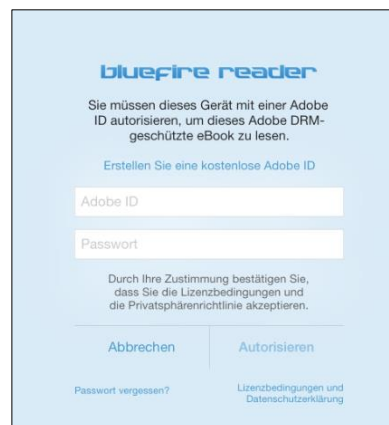 bluefire reader
Sie müssen dieses Gerät mit einer Adobe
ID autorisieren, um dieses Adobe DRM-
geschützte eBook zu lesen.
Erstellen Sie eine kostenlose Adobe ID
Adobe ID
Passwort
Durch Ihre Zustimmung bestätigen Sie,
dass Sie die Lizenzbedingungen und
die Privatsphärenrichtlinie akzeptieren.
Abbrechen
Autorisieren
Passwort vergessen?
Lizenzbedingungen und
Datenschutzerklärung